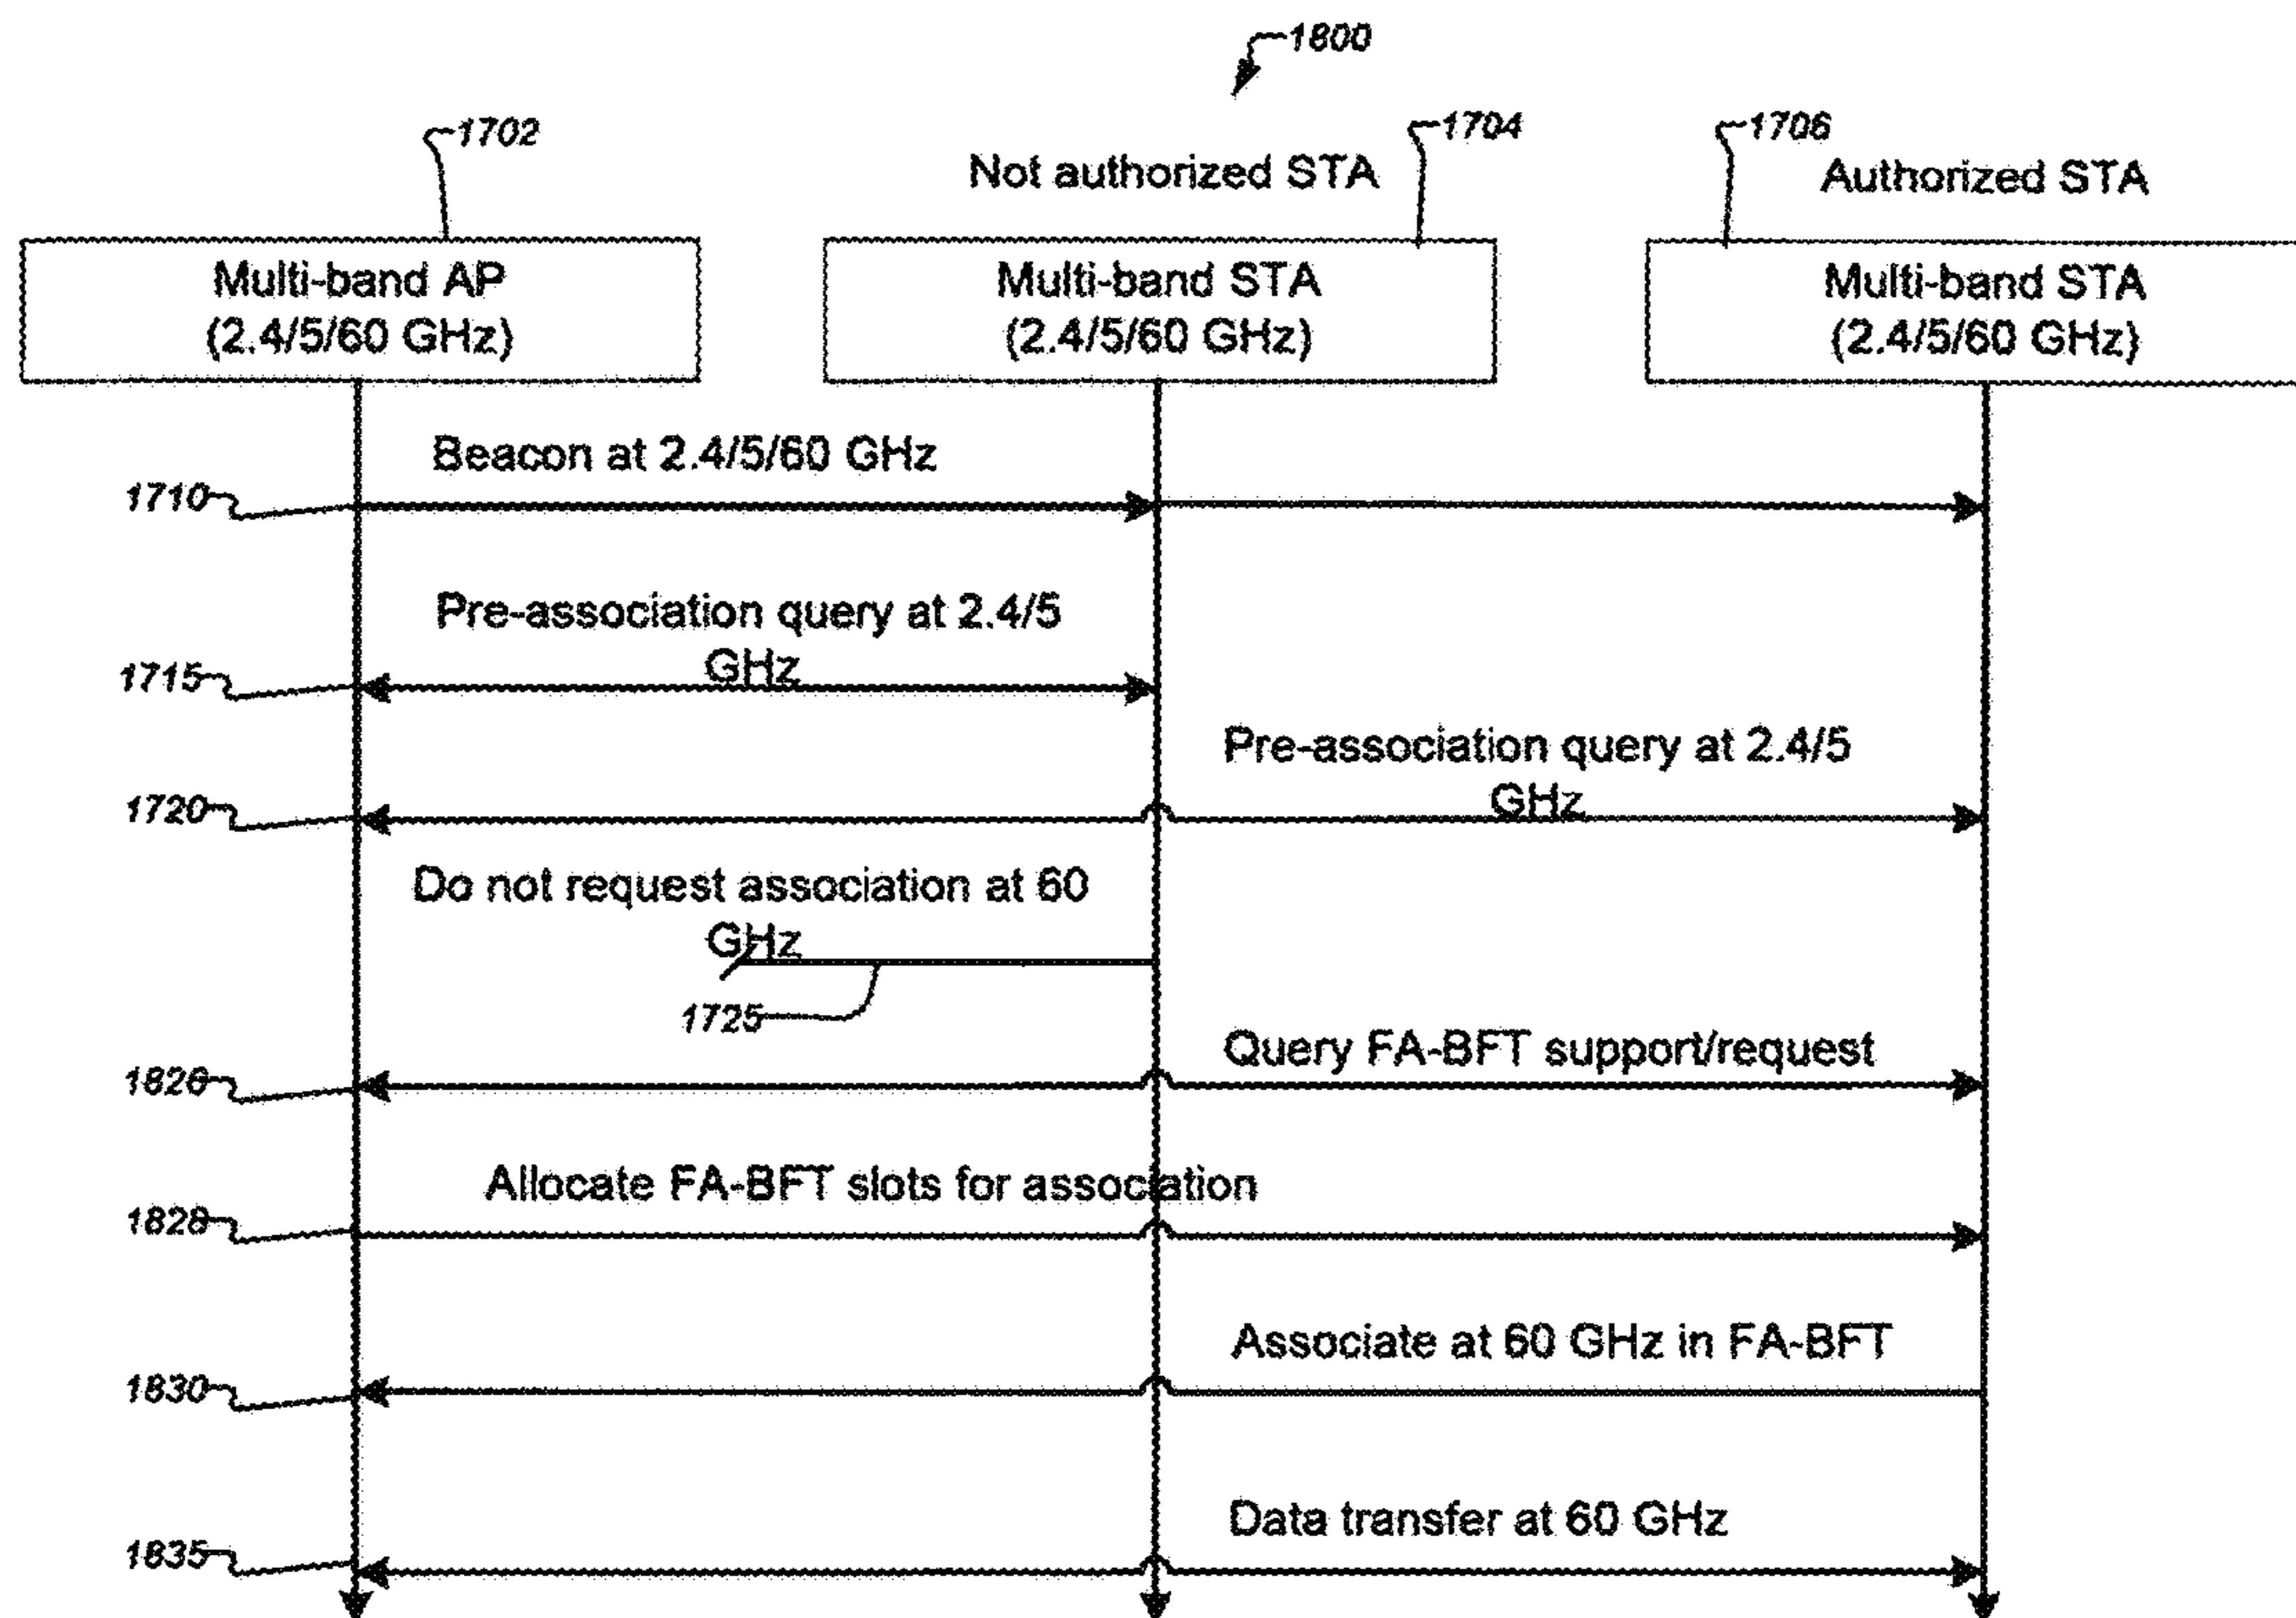 1800
1702
1704
1706
Not authorized STA
Authorized STA
Multi-band AP
(2.4/5/60 GHz)
Multi-band STA
(2.4/5/60 GHz)
Multi-band STA
(2.4/5/60 GHz)
Beacon at 2.4/5/60 GHz
1710
Pre-association query at 2.4/5
GHz
1715
Pre-association query at 2.4/5
GHz
1720
Do not request association at 60
GHz
1725
Query FA-BFT support/request
1826
Allocate FA-BFT slots for association
1828
Associate at 60 GHz in FA-BFT
1830
Data transfer at 60 GHz
1835